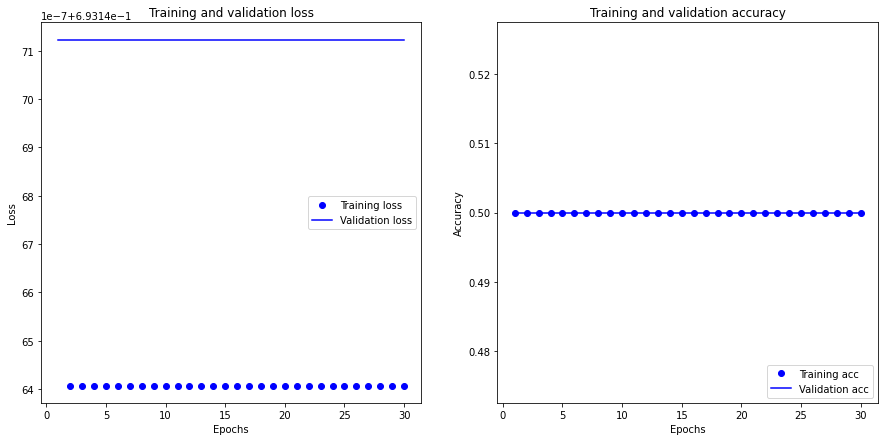 Training and validation loss
1e−7+6.9314e−1
71
70
69
68
67
66
65
64
Loss
Training loss
Validation loss
0 5 10 15 20 25 30
Epochs
Training and validation accuracy
0.52
0.51
0.50
0.49
0.48
Accuracy
Training acc
Validation acc
0 5 10 15 20 25 30
Epochs